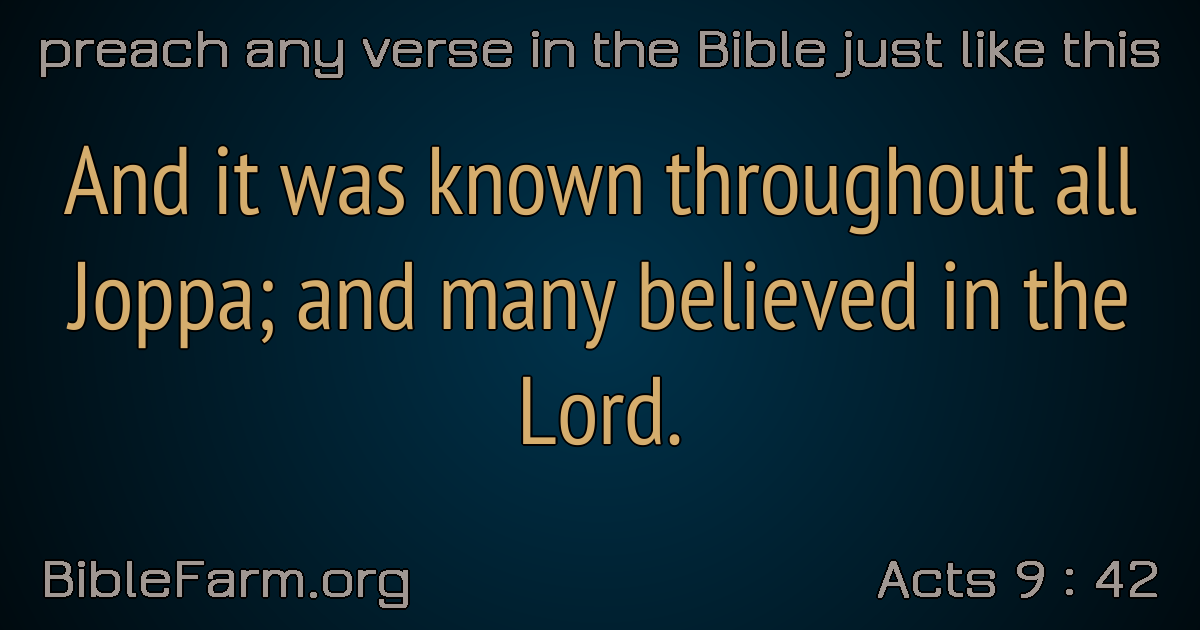 preach any verse in the Bible just like this
And it was known throughout all
Joppa; and many believed in the
Lord.
BibleFarm.org
Acts 9 : 42